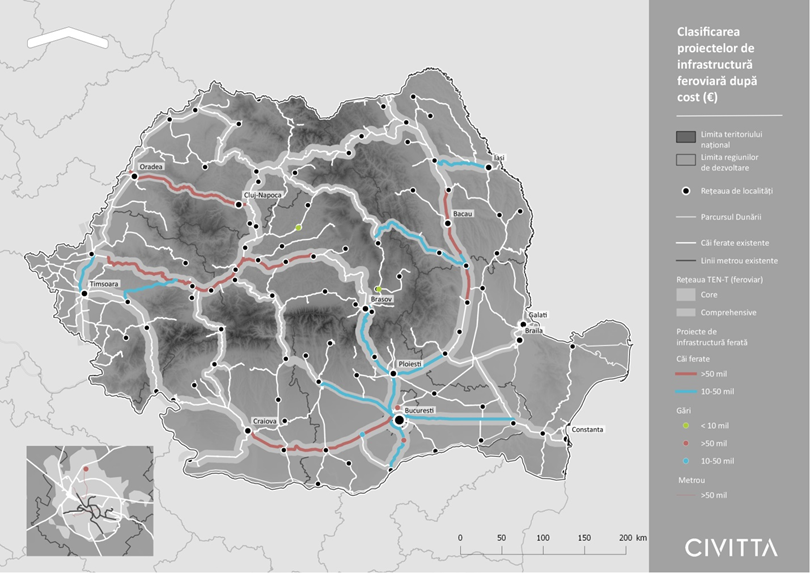 Clasificarea
proiectelor de
infrastructură
feroviară după
cost (€)
Limita teritoriului
național
Limita regiunilor
de dezvoltare
Rețeaua de localități
Parcursul Dunării
Căi ferate existente
Linii metrou existente
Rețeaua TEN-T (feroviar)
Core
Comprehensive
Proiecte de
infrastructură ferată
Căi ferate
>50 mil
10-50 mil
Gări
< 10 mil
>50 mil
10-50 mil
Metrou
>50 mil
CIVITTA
Oradea
Cluj-Napoca
Iași
Bacau
Timsoara
Brașov
Galati
Braila
Ploiesti
Bucuresti
Craiova
Constanta
0 50 100 150 200 km